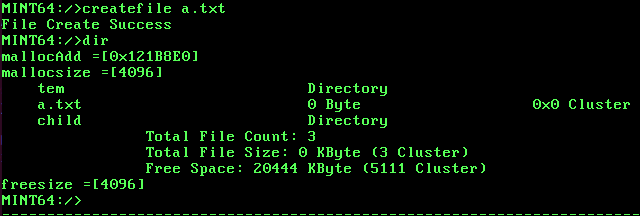 MINT64:/>createfile a.txt
File Create Success
MINT64:/>dir
mallocAdd =[0x121B8E0]
mallocsize =[4096]
tem Directory
a.txt 0 Byte 0x0 Cluster
child Directory
Total File Count: 3
Total File Size: 0 KByte (3 Cluster)
Free Space: 20444 KByte (5111 Cluster)
freesize =[4096]
MINT64:/>